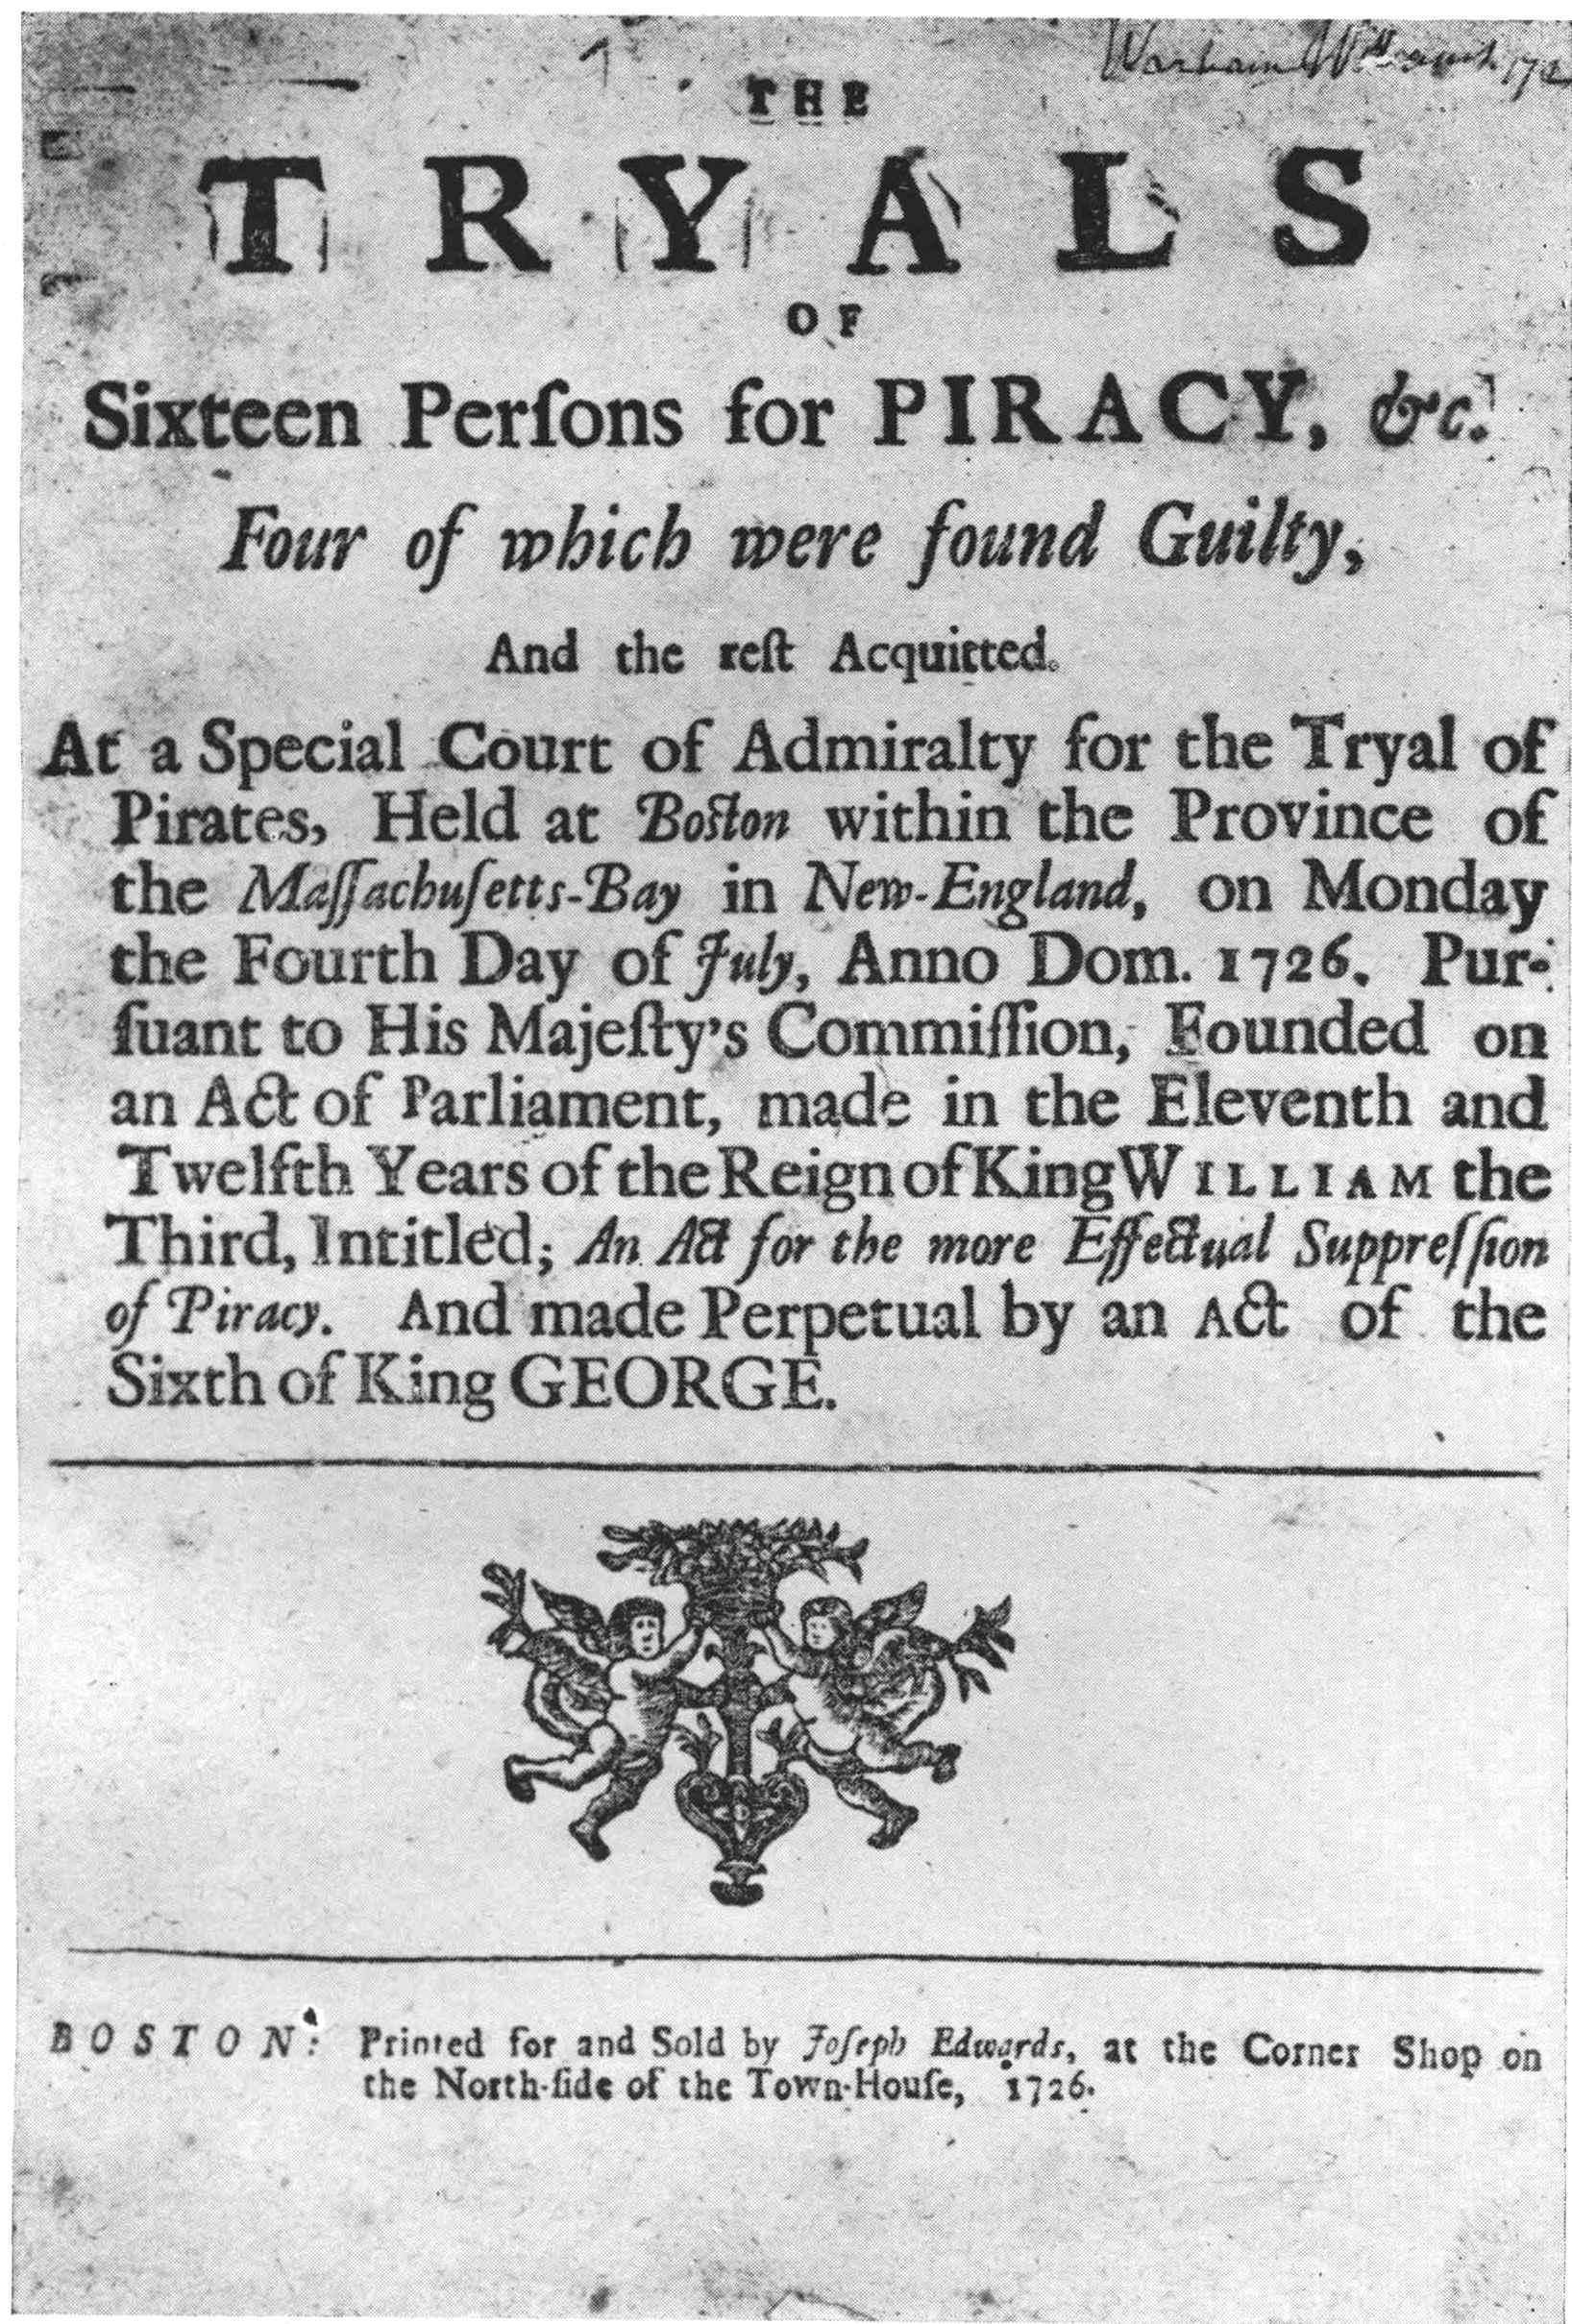 Warham Williams. 172
THE
TRYALS
OF
Sixteen Perſons for PIRACY, &c.
Four of which were found Guilty,
And the reſt Acquitted.
At a Special Court of Admiralty for the Tryal of
Pirates, Held at Boſton within the Province of
the Maſſachuſetts-Bay in New-England, on Monday
the Fourth Day of July, Anno Dom. 1726. Pur-
ſuant to His Majeſty's Commiſſion, Founded on
an Act of Parliament, made in the Eleventh and
Twelfth Years of the Reign of King WILLIAM the
Third, Intitled; An Act for the more Effectual Suppreſſion
of Piracy. And made Perpetual by an Act of the
Sixth of King GEORGE.
BOSTON: Printed for and Sold by Joſeph Edwards, at the Corner Shop on
the North-ſide of the Town-Houſe, 1726.